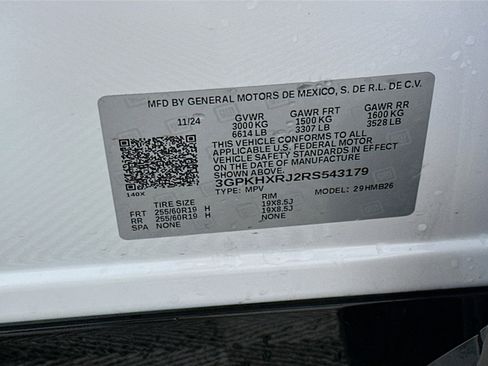 MFD BY GENERAL MOTORS DE MEXICO, S. DE R.L. DE C.V.
11/24 GVWR GAWR FRT GAWR RR
3000 KG 1500 KG 1600 KG
6614 LB 3307 LB 3528 LB
THIS VEHICLE CONFORMS TO ALL
APPLICABLE U.S. FEDERAL MOTOR
VEHICLE SAFETY STANDARDS IN
EFFECT ON THE DATE OF MANUFACTURE
SHOWN ABOVE.
3GPKHXRJ2RS543179
TYPE: MPV MODEL: 29HMB26
140X
TIRE SIZE RIM
FRT 255/60R19 H 19X8.5J
RR 255/60R19 H 19X8.5J
SPA NONE NONE